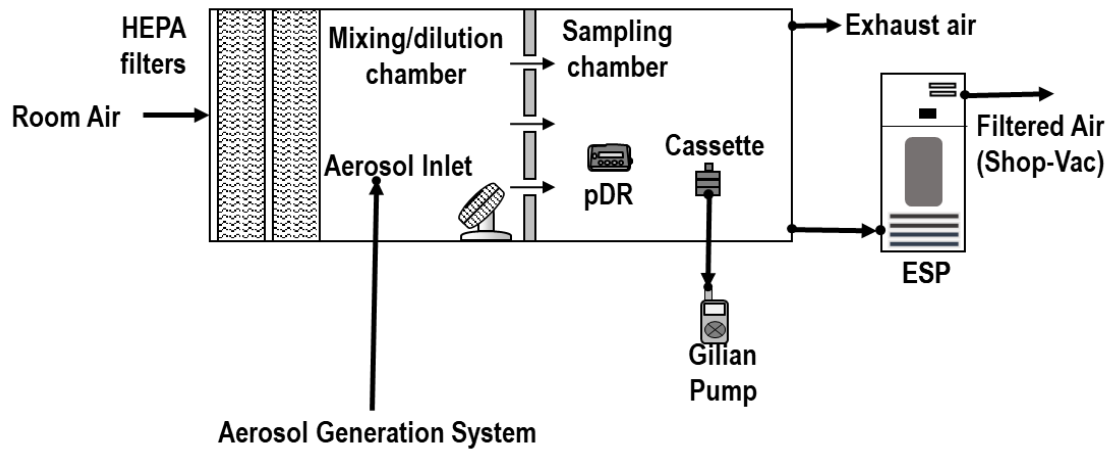 HEPA
filters
Mixing/dilution
chamber
Sampling
chamber
Exhaust air
Room Air
Aerosol Inlet
pDR
Cassette
Filtered Air
(Shop-Vac)
ESP
Gilian
Pump
Aerosol Generation System